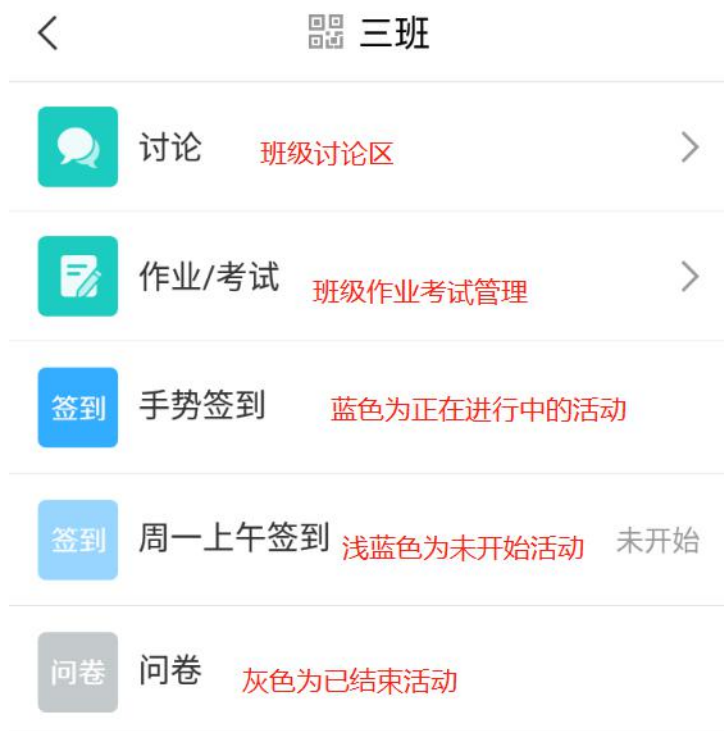 三班
讨论 班级讨论区
作业/考试 班级作业考试管理
签到 手势签到 蓝色为正在进行中的活动
签到 周一上午签到 浅蓝色为未开始活动 未开始
问卷 问卷 灰色为已结束活动